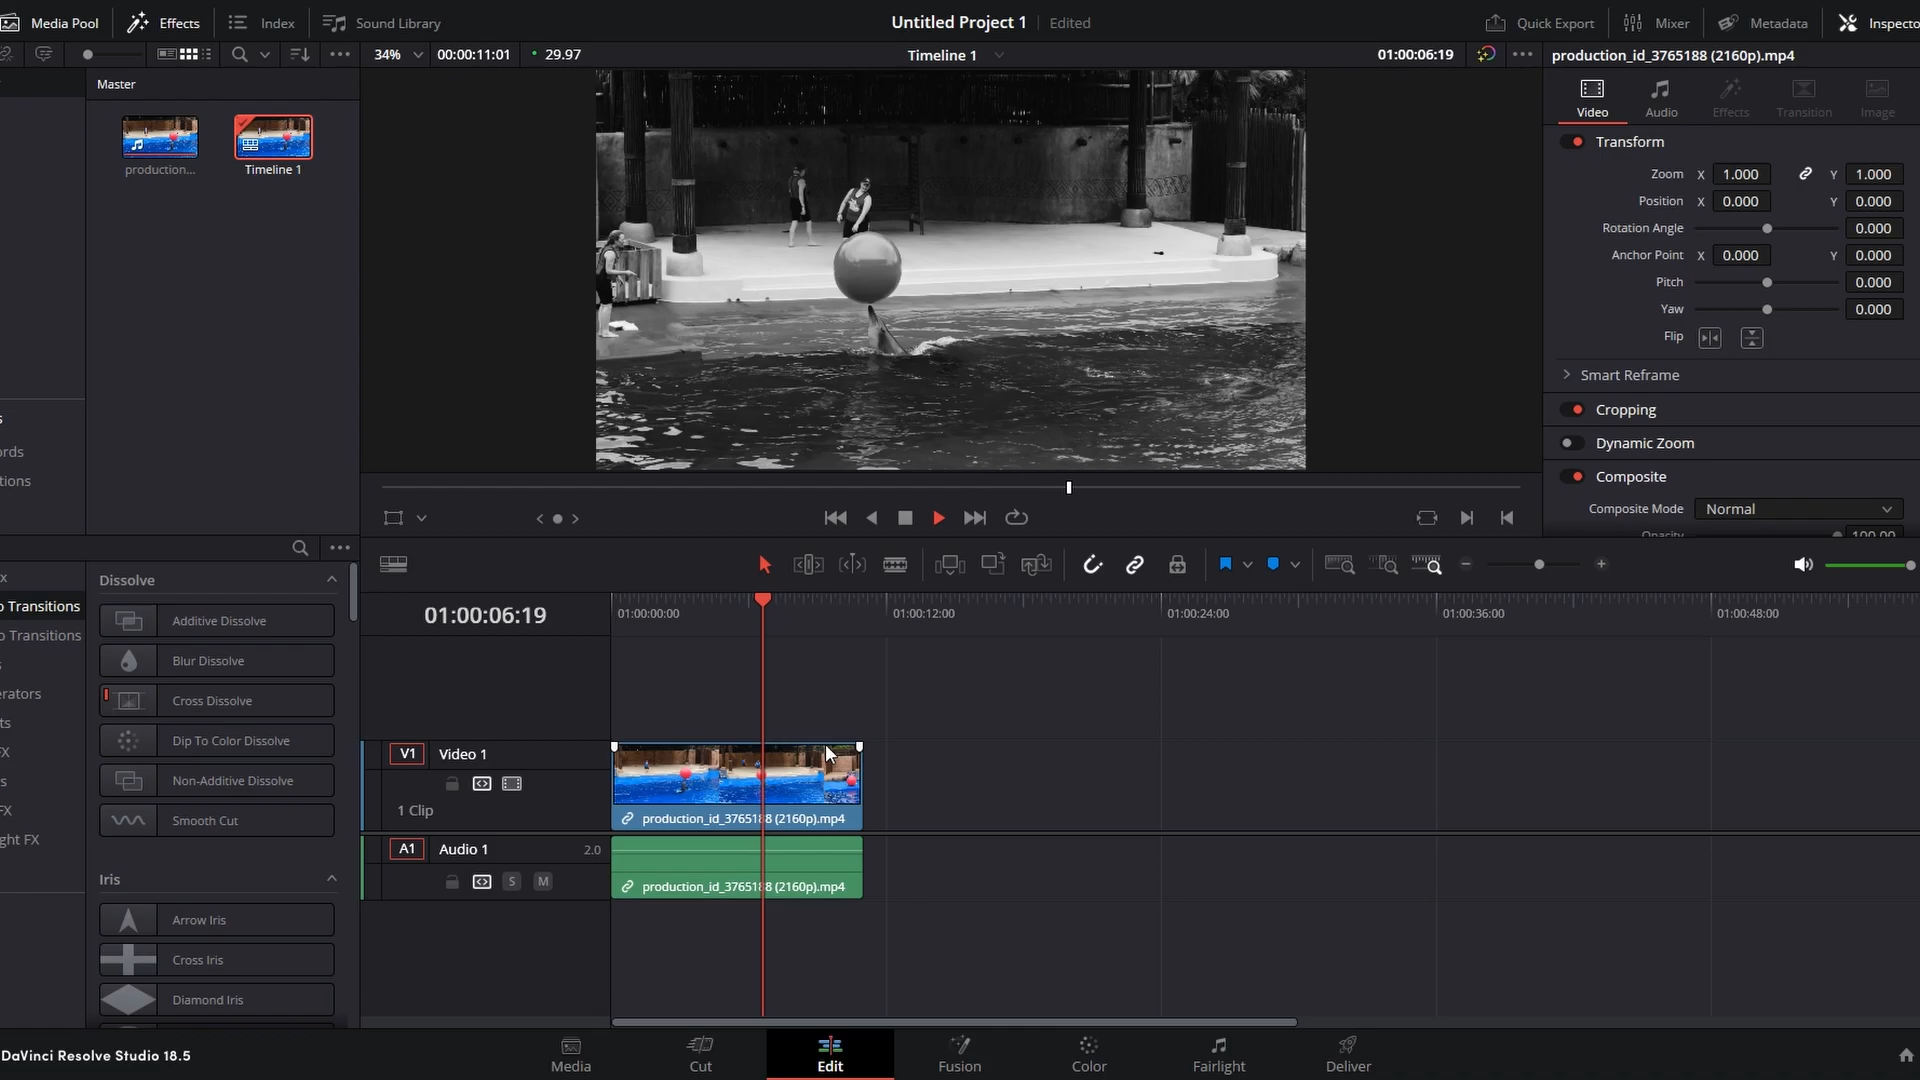 Media Pool
Effects
Index
Sound Library
Untitled Project 1
Edited
Quick Export
Mixer
Metadata
Inspecto
34%
00:00:11:01
29.97
Timeline 1
01:00:06:19
production_id_3765188 (2160p).mp4
Master
production...
Timeline 1
Video
Audio
Effects
Transition
Image
Transform
Zoom X 1.000 Y 1.000
Position X 0.000 Y 0.000
Rotation Angle 0.000
Anchor Point X 0.000 Y 0.000
Pitch 0.000
Yaw 0.000
Flip
Smart Reframe
Cropping
Dynamic Zoom
Composite
Composite Mode Normal
Opacity 100.00
s
ords
tions
x
o Transitions
o Transitions
s
erators
ts
FX
s
FX
ght FX
Dissolve
Additive Dissolve
Blur Dissolve
Cross Dissolve
Dip To Color Dissolve
Non-Additive Dissolve
Smooth Cut
Iris
Arrow Iris
Cross Iris
Diamond Iris
01:00:06:19
01:00:00:00
01:00:12:00
01:00:24:00
01:00:36:00
01:00:48:00
V1 Video 1
1 Clip
production_id_3765188 (2160p).mp4
A1 Audio 1 2.0
S M
production_id_3765188 (2160p).mp4
DaVinci Resolve Studio 18.5
Media
Cut
Edit
Fusion
Color
Fairlight
Deliver